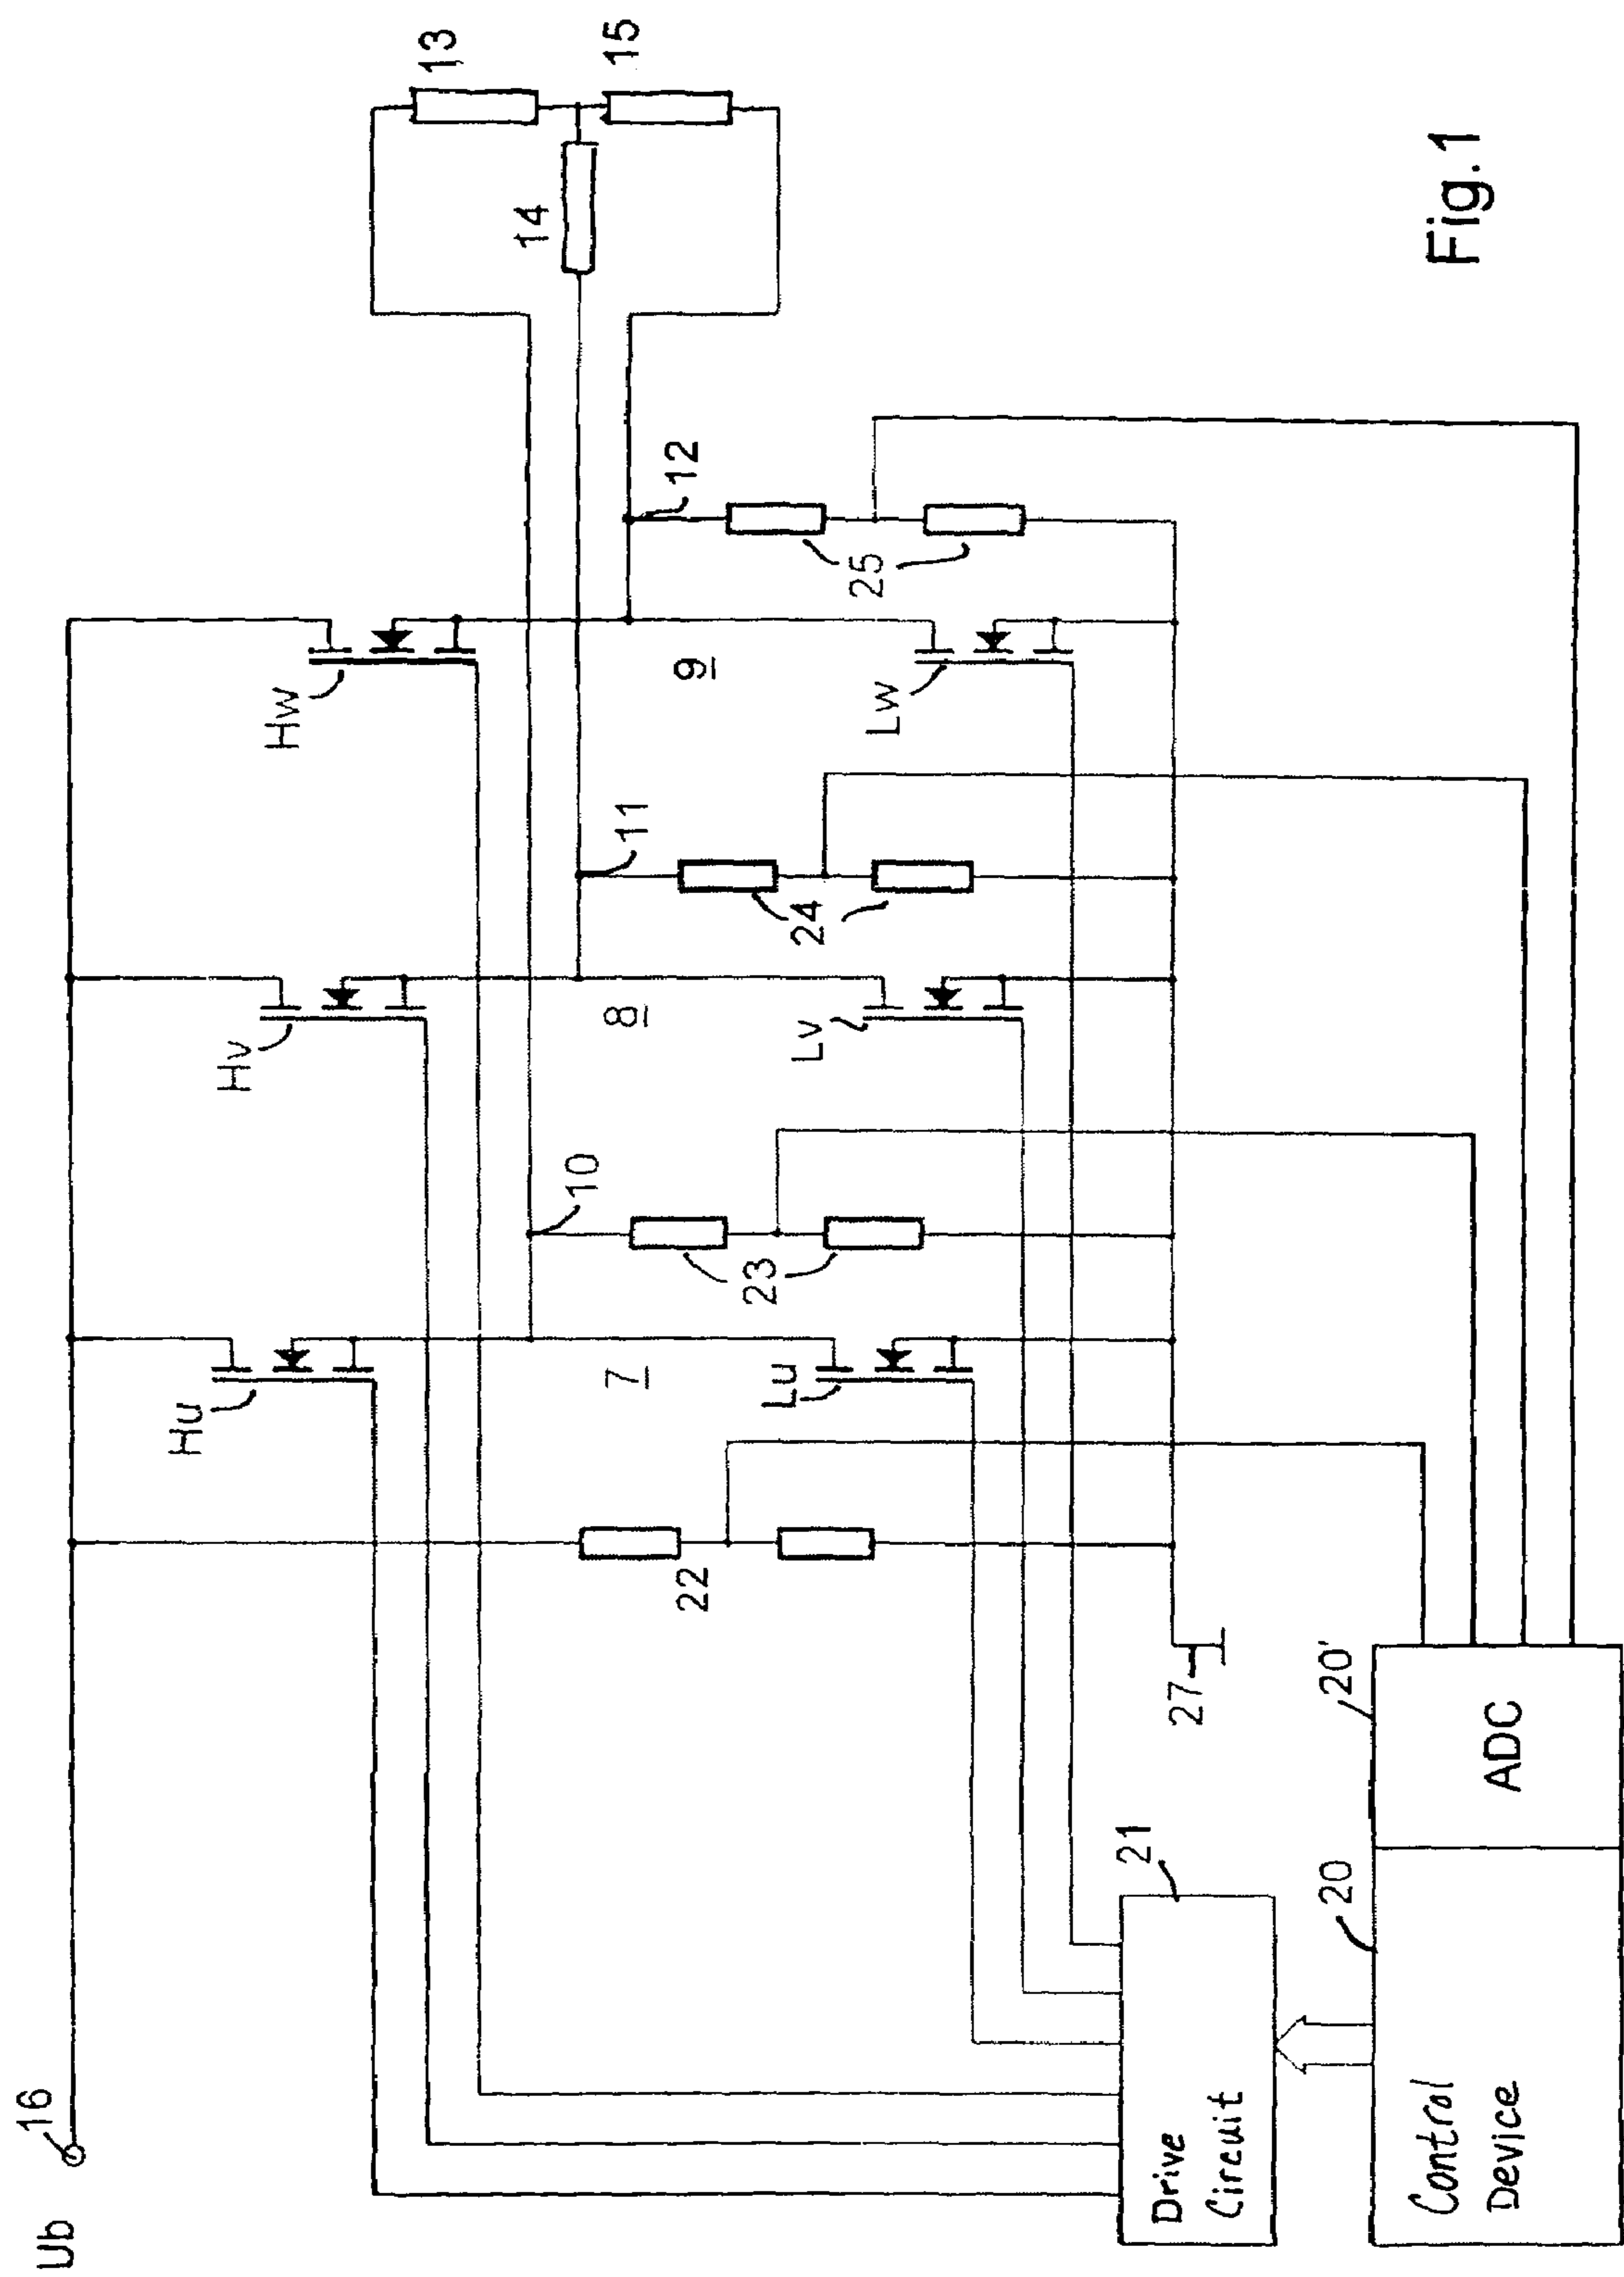 Ub
16
Hu
Hv
Hw
13
14
15
10
11
12
7
8
9
22
23
24
25
Lu
Lv
Lw
27
21
Drive
Circuit
20
20'
Control
Device
ADC
Fig.1